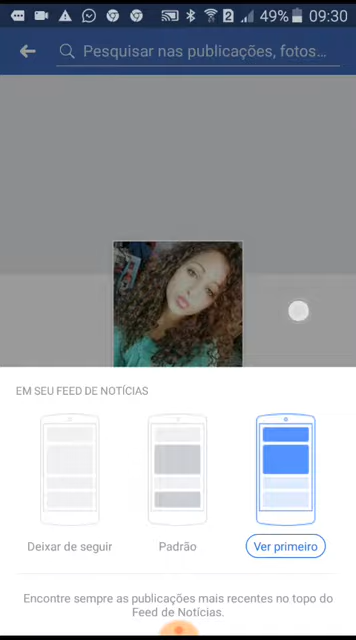 49% 09:30
Pesquisar nas publicações, fotos...
EM SEU FEED DE NOTÍCIAS
Deixar de seguir
Padrão
Ver primeiro
Encontre sempre as publicações mais recentes no topo do
Feed de Notícias.